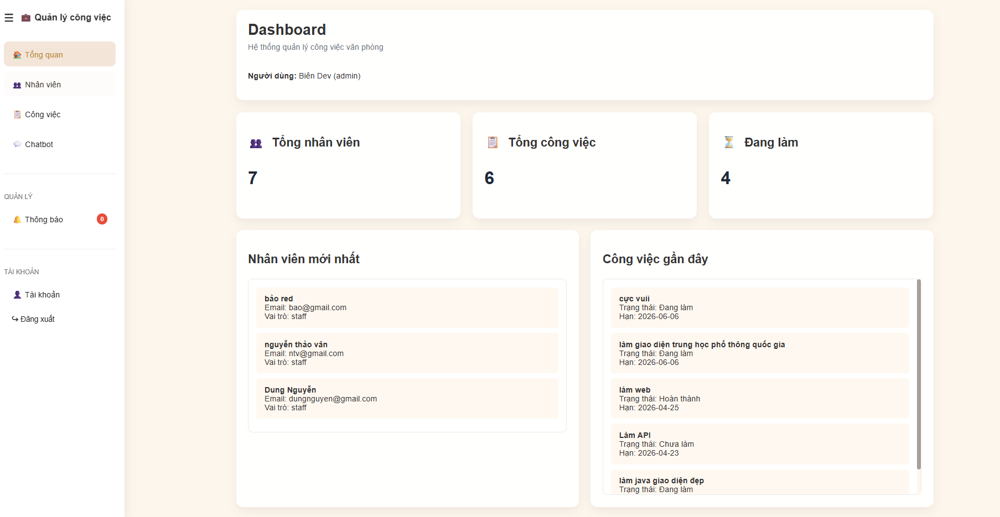 Quản lý công việc
Tổng quan
Nhân viên
Công việc
Chatbot
QUẢN LÝ
Thông báo 0
TÀI KHOẢN
Tài khoản
Đăng xuất
Dashboard
Hệ thống quản lý công việc văn phòng
Người dùng: Biên Dev (admin)
Tổng nhân viên
7
Tổng công việc
6
Đang làm
4
Nhân viên mới nhất
bảo red
Email: bao@gmail.com
Vai trò: staff
nguyễn thảo vân
Email: ntv@gmail.com
Vai trò: staff
Dung Nguyễn
Email: dungnguyen@gmail.com
Vai trò: staff
Công việc gần đây
cực vuii
Trạng thái: Đang làm
Hạn: 2026-06-06
làm giao diện trung học phổ thông quốc gia
Trạng thái: Đang làm
Hạn: 2026-06-06
làm web
Trạng thái: Hoàn thành
Hạn: 2026-04-25
Làm API
Trạng thái: Chưa làm
Hạn: 2026-04-23
làm java giao diện đẹp
Trạng thái: Đang làm